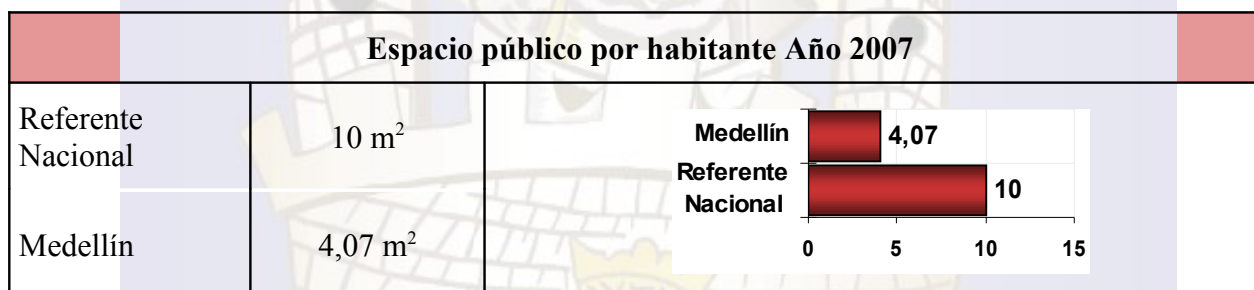 Espacio público por habitante Año 2007
Referente
Nacional
10 m²
Medellín
4,07 m²
Medellín
4,07
Referente
Nacional
10
0 5 10 15